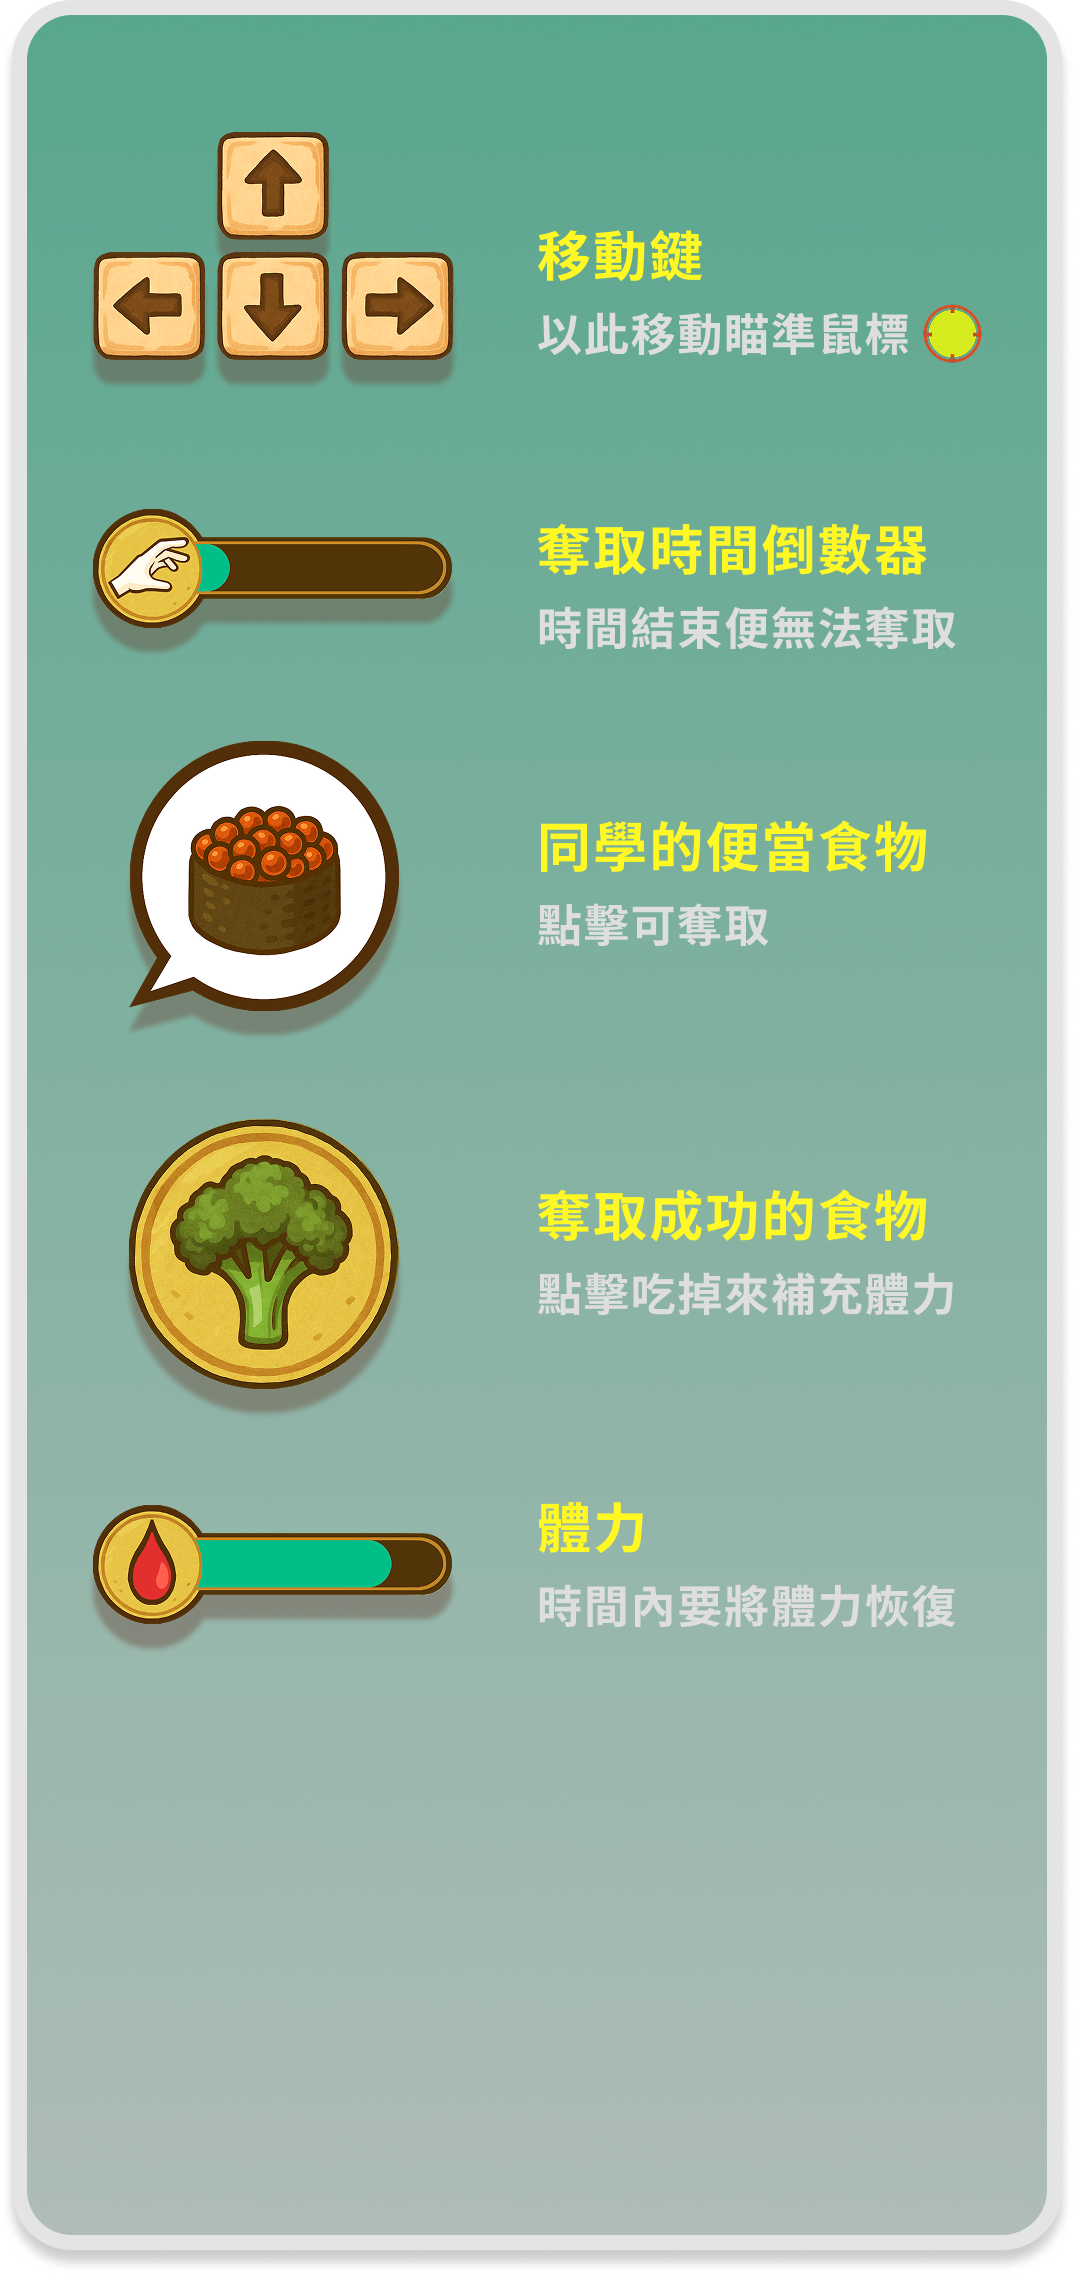 移動鍵
以此移動瞄準鼠標
奪取時間倒數器
時間結束便無法奪取
同學的便當食物
點擊可奪取
奪取成功的食物
點擊吃掉來補充體力
體力
時間內要將體力恢復